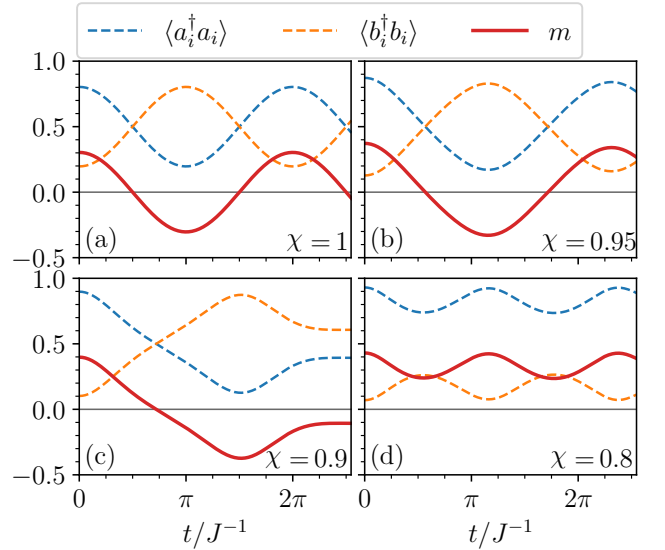 ⟨a_i^† a_i⟩ ⟨b_i^† b_i⟩ m
1.0
0.5
0.0
−0.5
(a) χ = 1
(b) χ = 0.95
1.0
0.5
0.0
−0.5
(c) χ = 0.9
(d) χ = 0.8
0 π 2π
0 π 2π
t/J^{−1}
t/J^{−1}